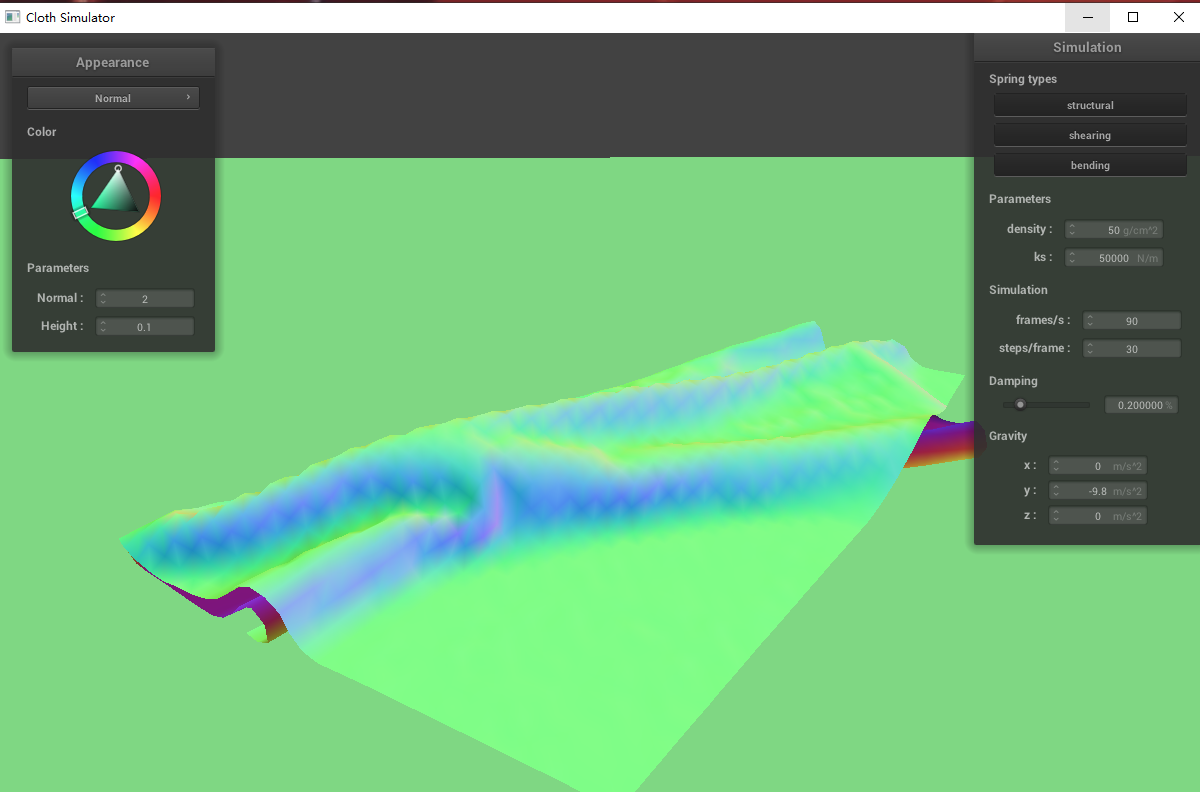 Cloth Simulator
Appearance
Normal
Color
Parameters
Normal : 2
Height : 0.1
Simulation
Spring types
structural
shearing
bending
Parameters
density : 50 g/cm^2
ks : 50000 N/m
Simulation
frames/s : 90
steps/frame : 30
Damping
0.200000 %
Gravity
x : 0 m/s^2
y : -9.8 m/s^2
z : 0 m/s^2